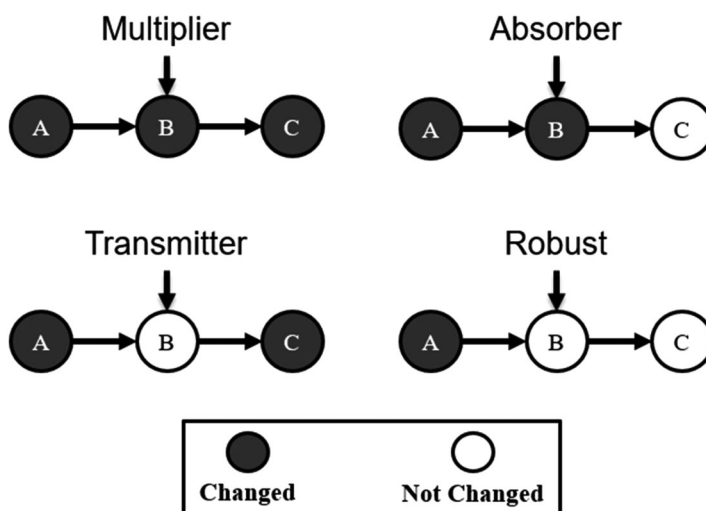 Multiplier
A B C
Absorber
A B C
Transmitter
A B C
Robust
A B C
Changed
Not Changed